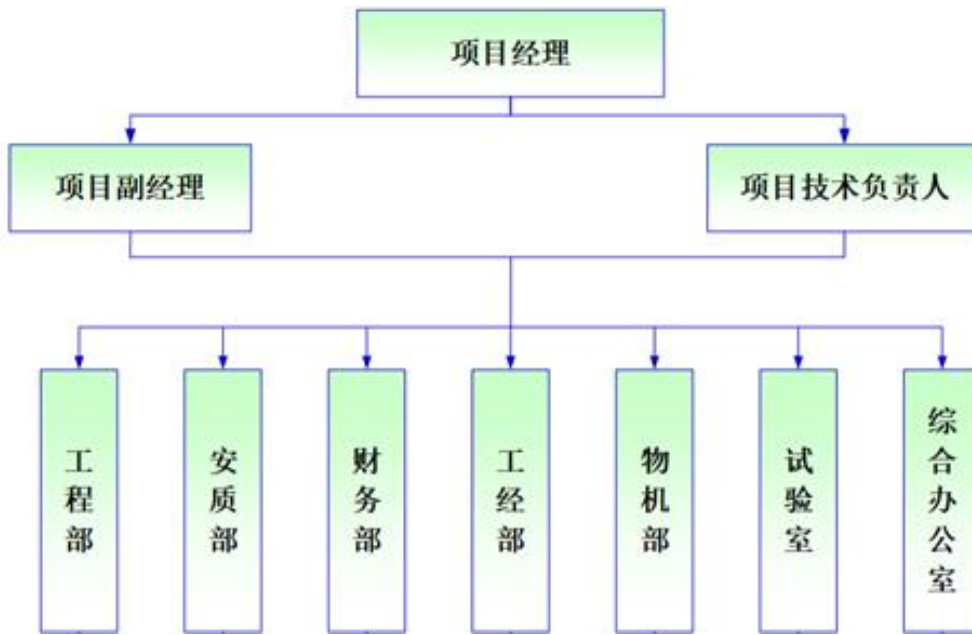 项目经理
项目副经理
项目技术负责人
工程部
安质部
财务部
工经部
物机部
试验室
综合办公室